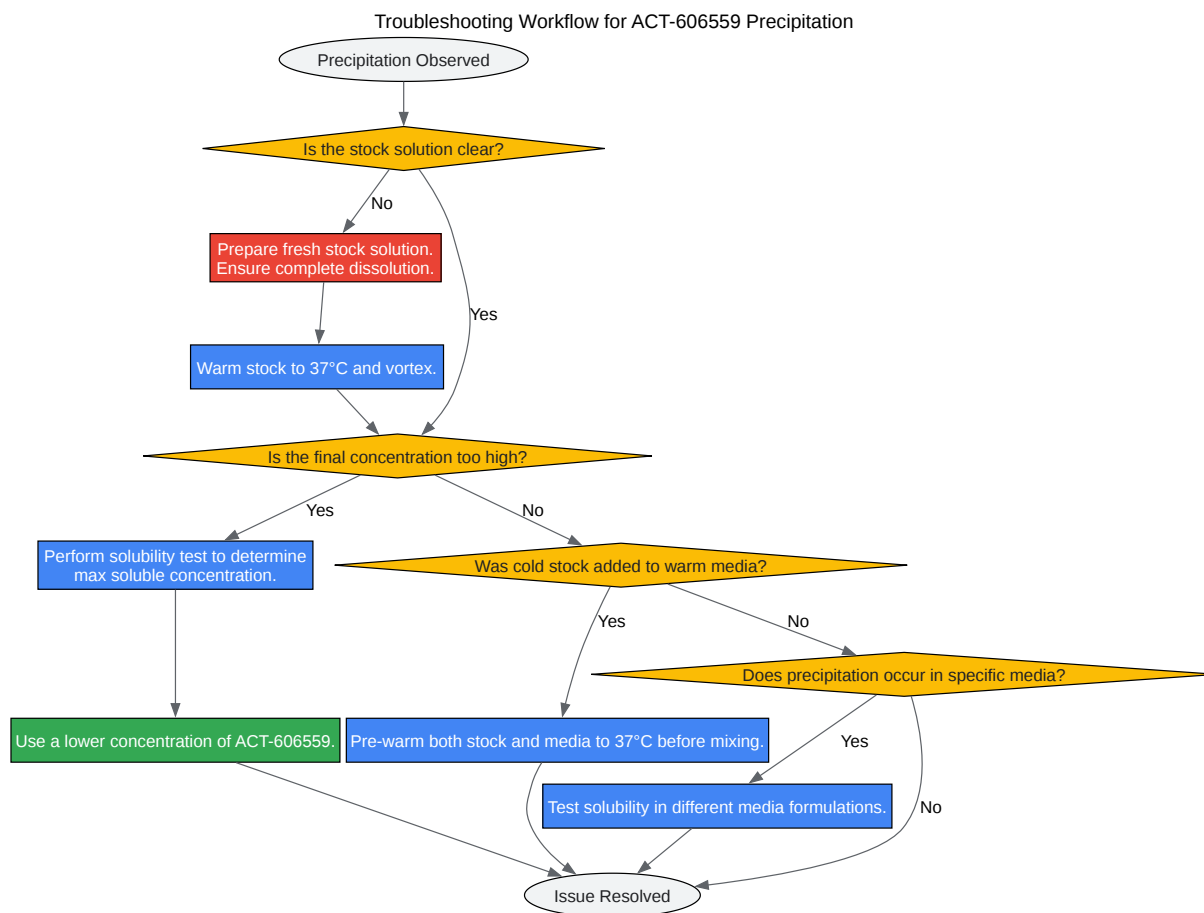 Troubleshooting Workflow for ACT-606559 Precipitation
Precipitation Observed
Is the stock solution clear?
No
Prepare fresh stock solution.
Ensure complete dissolution.
Yes
Warm stock to 37°C and vortex.
Is the final concentration too high?
Yes
No
Perform solubility test to determine
max soluble concentration.
Was cold stock added to warm media?
Yes
No
Does precipitation occur in specific media?
Use a lower concentration of ACT-606559.
Pre-warm both stock and media to 37°C before mixing.
Yes
Test solubility in different media formulations.
No
Issue Resolved